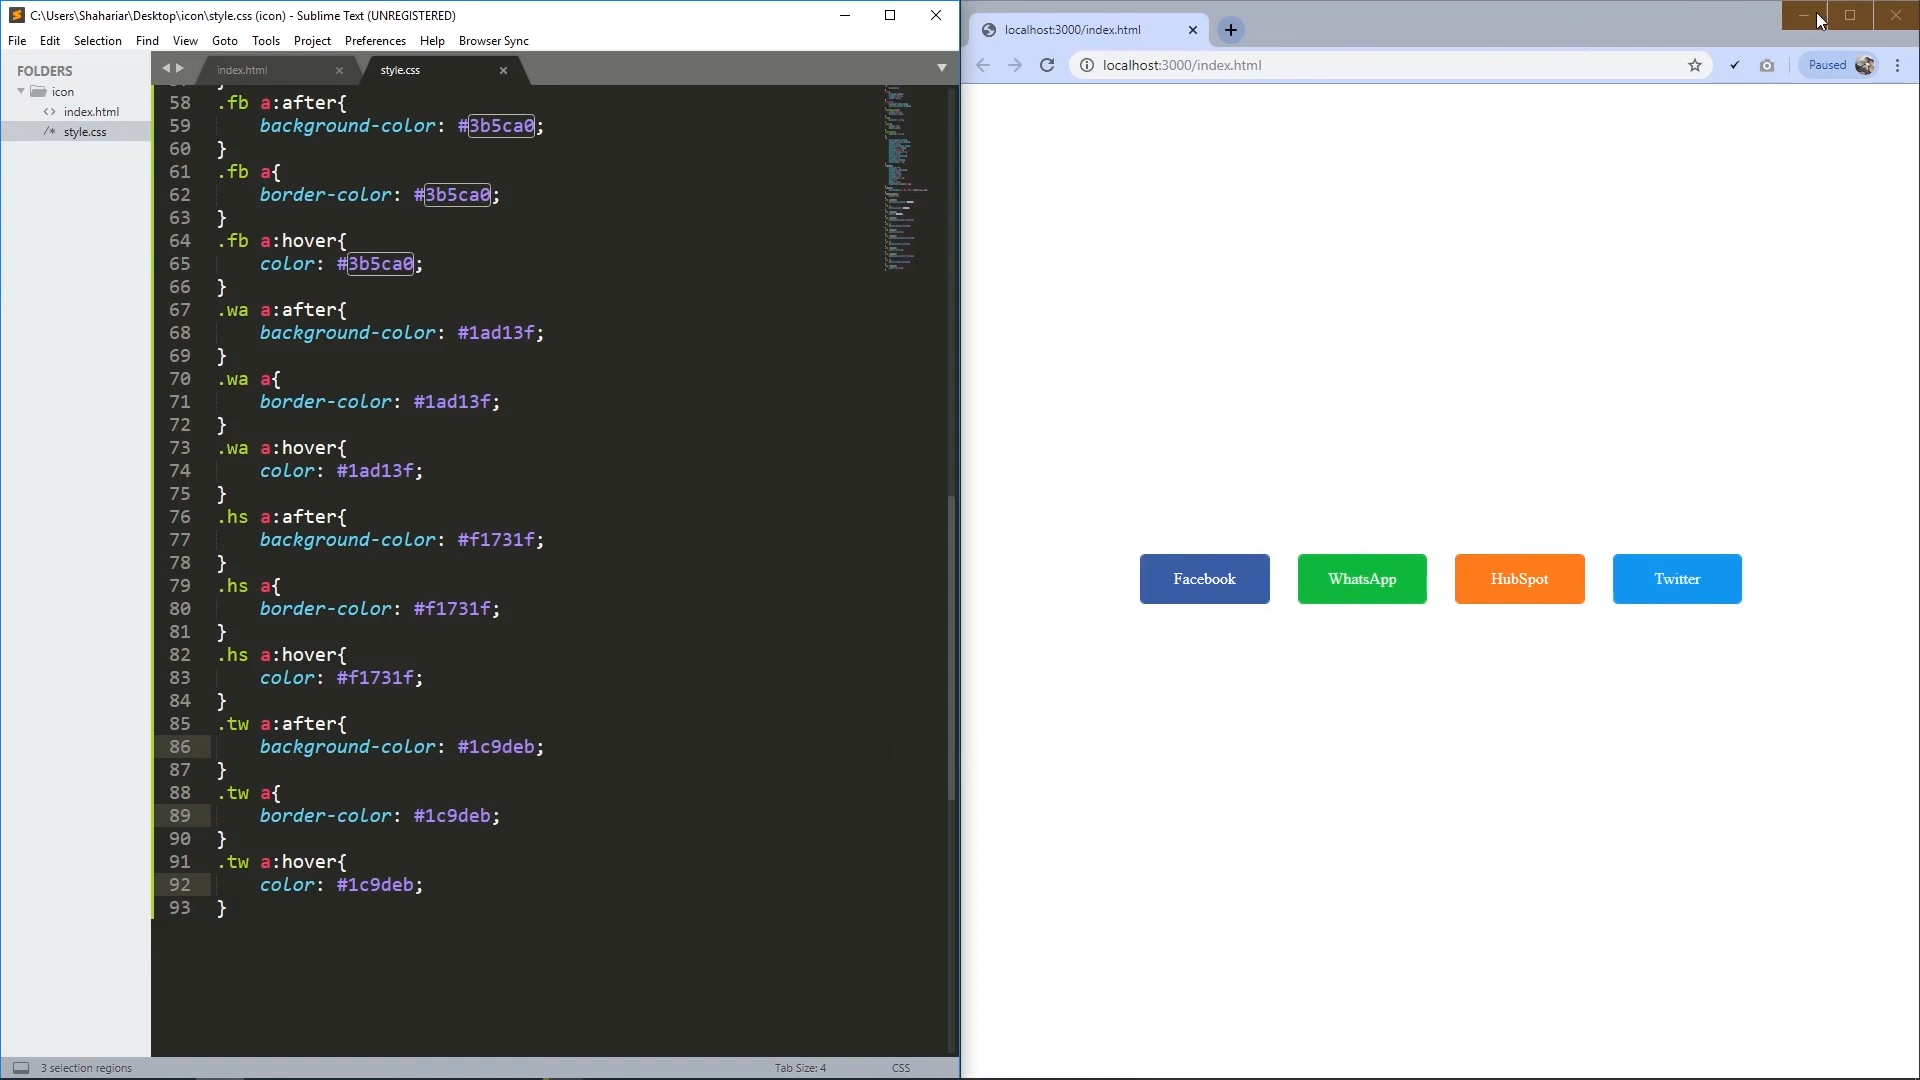 C:\Users\Shahariar\Desktop\icon\style.css (icon) - Sublime Text (UNREGISTERED)
File Edit Selection Find View Goto Tools Project Preferences Help Browser Sync
FOLDERS
icon
<> index.html
/* style.css
index.html
style.css
58 .fb a:after{
59 background-color: #3b5ca0;
60 }
61 .fb a{
62 border-color: #3b5ca0;
63 }
64 .fb a:hover{
65 color: #3b5ca0;
66 }
67 .wa a:after{
68 background-color: #1ad13f;
69 }
70 .wa a{
71 border-color: #1ad13f;
72 }
73 .wa a:hover{
74 color: #1ad13f;
75 }
76 .hs a:after{
77 background-color: #f1731f;
78 }
79 .hs a{
80 border-color: #f1731f;
81 }
82 .hs a:hover{
83 color: #f1731f;
84 }
85 .tw a:after{
86 background-color: #1c9deb;
87 }
88 .tw a{
89 border-color: #1c9deb;
90 }
91 .tw a:hover{
92 color: #1c9deb;
93 }
3 selection regions
Tab Size: 4
CSS
localhost:3000/index.html
localhost:3000/index.html
Paused
Facebook
WhatsApp
HubSpot
Twitter